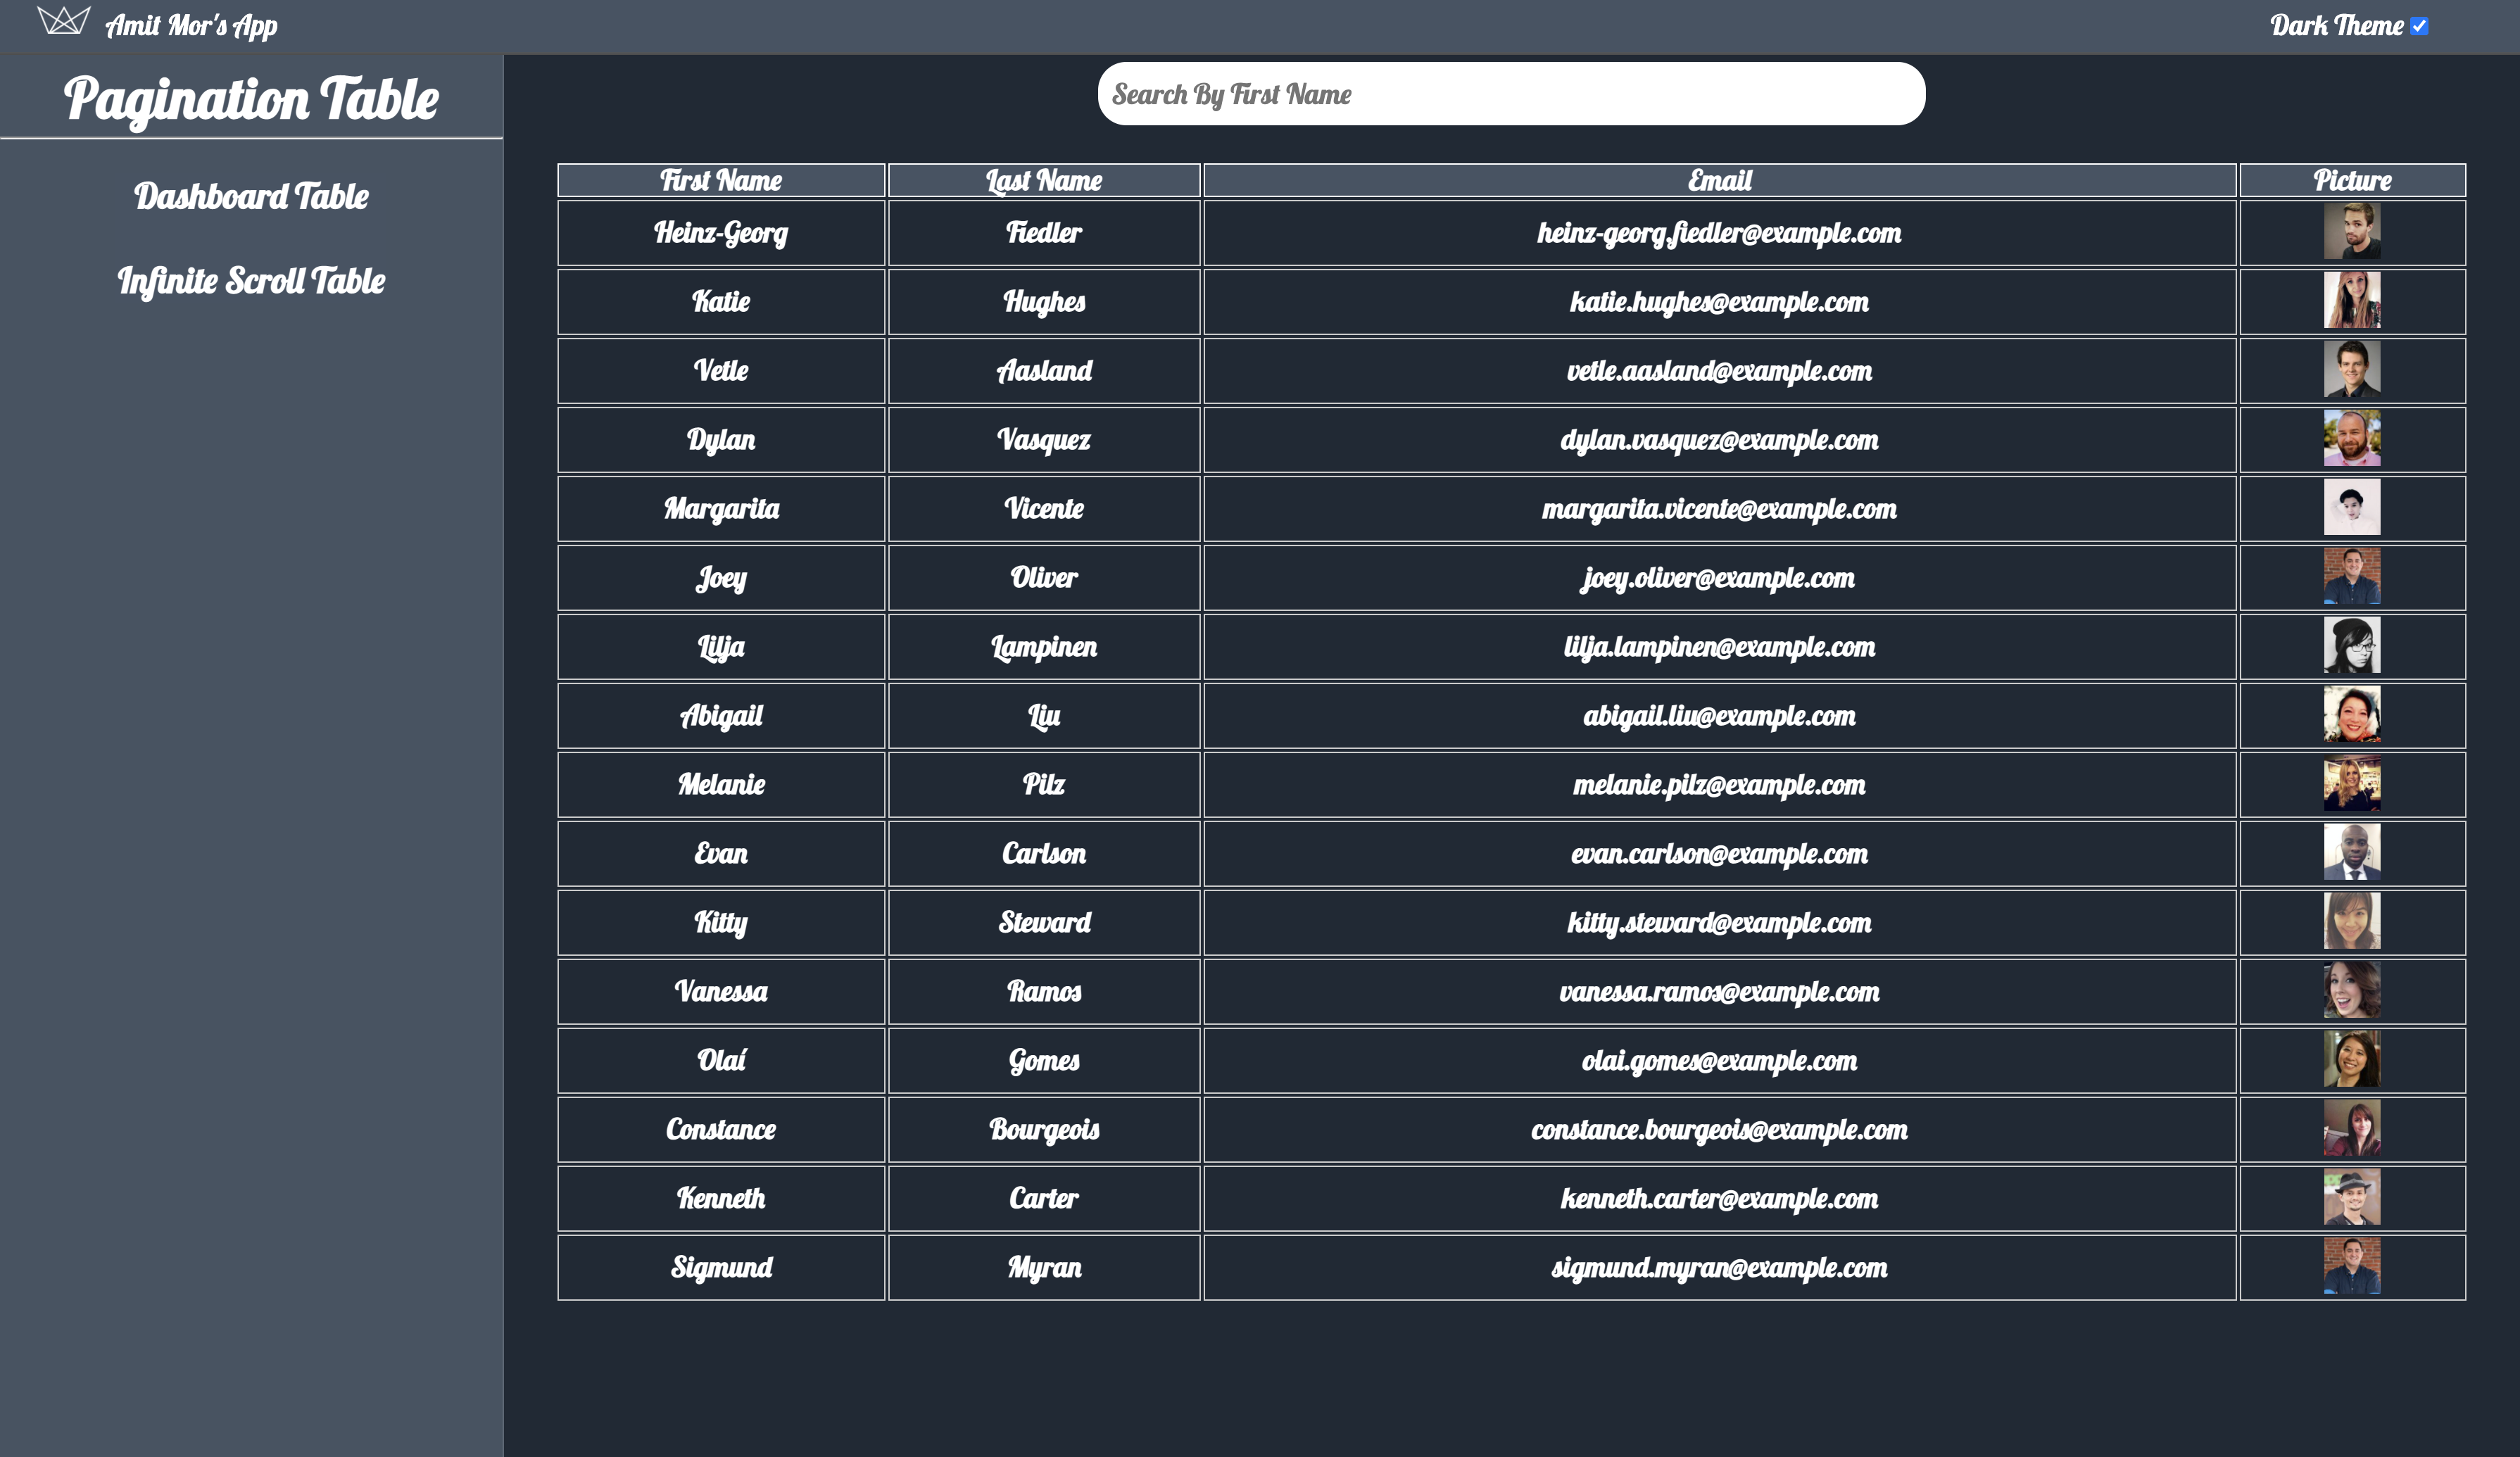 Amit Mor's App
Dark Theme
Pagination Table
Dashboard Table
Infinite Scroll Table
Search By First Name
First Name Last Name Email Picture
Heinz-Georg Fiedler heinz-georg.fiedler@example.com
Katie Hughes katie.hughes@example.com
Vetle Aasland vetle.aasland@example.com
Dylan Vasquez dylan.vasquez@example.com
Margarita Vicente margarita.vicente@example.com
Joey Oliver joey.oliver@example.com
Lilja Lampinen lilja.lampinen@example.com
Abigail Liu abigail.liu@example.com
Melanie Pilz melanie.pilz@example.com
Evan Carlson evan.carlson@example.com
Kitty Steward kitty.steward@example.com
Vanessa Ramos vanessa.ramos@example.com
Olaí Gomes olai.gomes@example.com
Constance Bourgeois constance.bourgeois@example.com
Kenneth Carter kenneth.carter@example.com
Sigmund Myran sigmund.myran@example.com